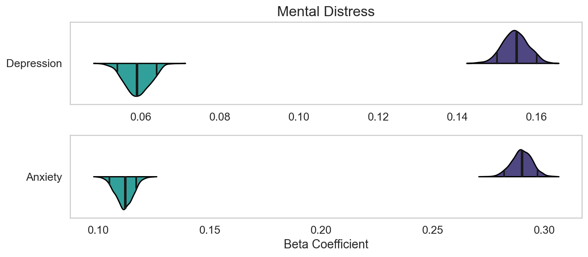 Mental Distress
Depression
0.06 0.08 0.10 0.12 0.14 0.16
Anxiety
0.10 0.15 0.20 0.25 0.30
Beta Coefficient